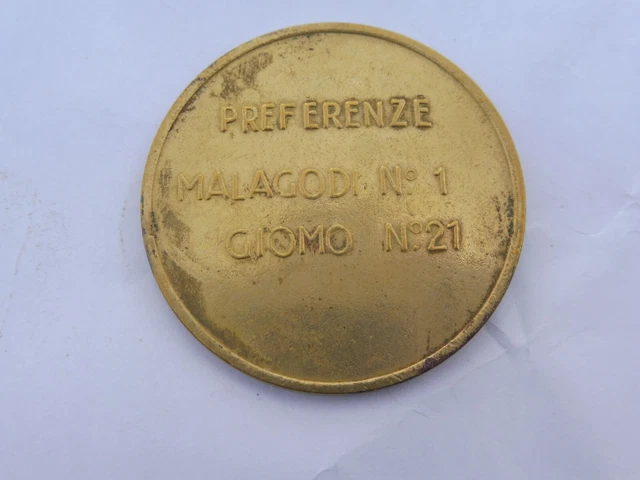 PREFERENZE
MALAGODI N° 1
GIOMO N° 21